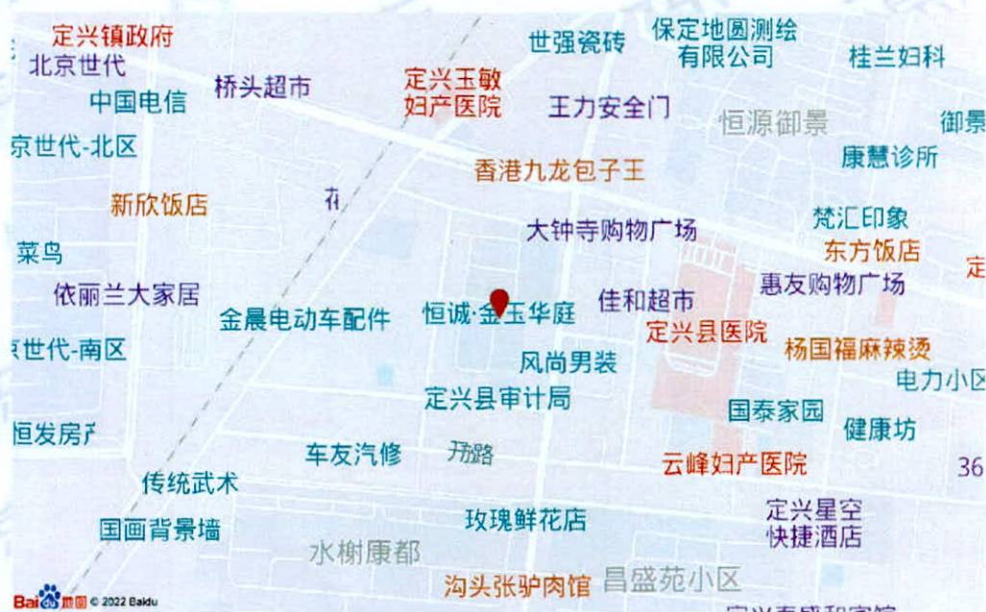 定兴镇政府
北京世代
中国电信
桥头超市
定兴玉敏
妇产医院
世强瓷砖
保定地圆测绘
有限公司
桂兰妇科
王力安全门
恒源御景
御景
京世代-北区
康慧诊所
香港九龙包子王
新欣饭店
大钟寺购物广场
梵汇印象
东方饭店
菜鸟
定
依丽兰大家居
惠友购物广场
佳和超市
金晨电动车配件
恒诚·金玉华庭
定兴县医院
京世代-南区
杨国福麻辣烫
风尚男装
电力小区
定兴县审计局
国泰家园
健康坊
恒发房产
车友汽修
开放路
云峰妇产医院
36
传统武术
定兴星空
快捷酒店
国画背景墙
玫瑰鲜花店
水榭康都
沟头张驴肉馆
昌盛苑小区
Bai 地图 © 2022 Baidu